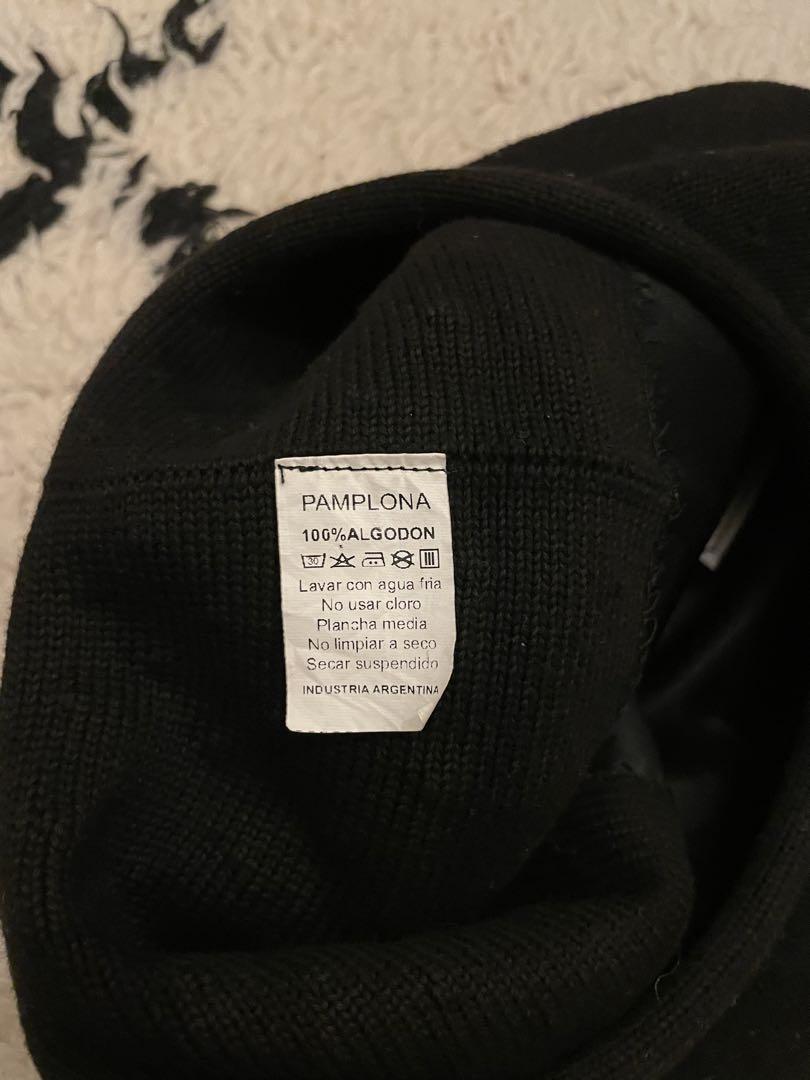 PAMPLONA
100%ALGODON
30
Lavar con agua fria
No usar cloro
Plancha media
No limpiar a seco
Secar suspendido
INDUSTRIA ARGENTINA